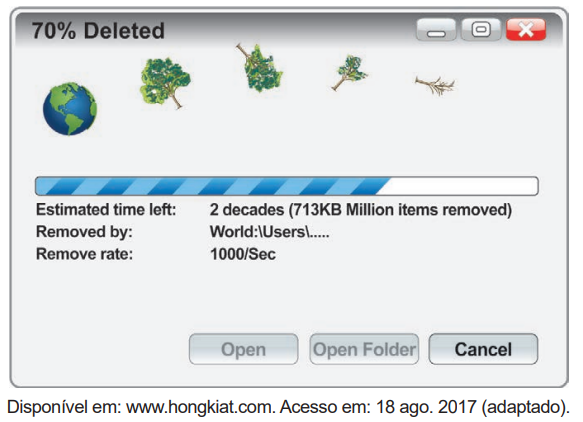 70% Deleted
Estimated time left: 2 decades (713KB Million items removed)
Removed by: World:\Users\.....
Remove rate: 1000/Sec
Open Open Folder Cancel
Disponível em: www.hongkiat.com. Acesso em: 18 ago. 2017 (adaptado).